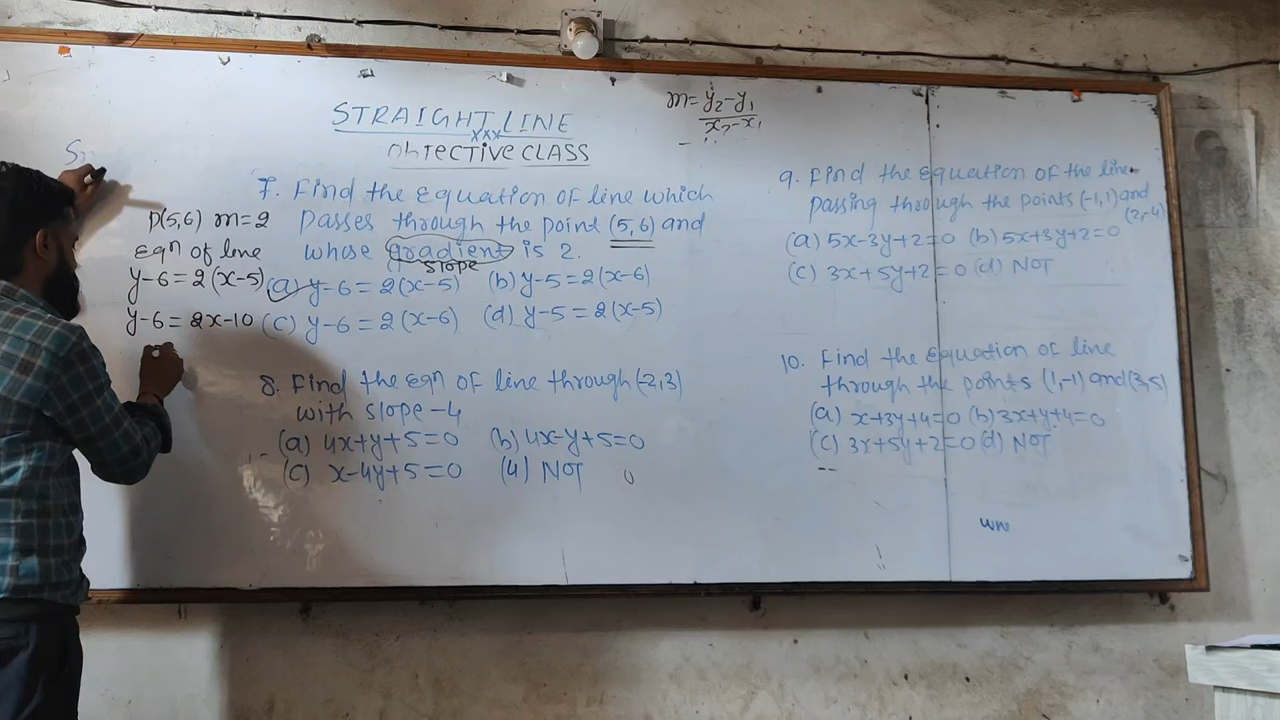 STRAIGHT LINE
xxx
OBJECTIVE CLASS
m = y₂-y₁
x₂-x₁
P(5,6) m=2
Eqⁿ of line
y-6=2(x-5)
y-6=2x-10
7. Find the Equation of line which
passes through the point (5,6) and
whose gradient is 2.
slope
(a) y-6=2(x-5) (b) y-5=2(x-6)
(c) y-6=2(x-6) (d) y-5=2(x-5)
8. Find the eqⁿ of line through (-2,3)
with slope -4
(a) 4x+y+5=0 (b) 4x-y+5=0
(c) x-4y+5=0 (4) NOT
9. Find the Equation of the line
passing through the points (-1,1) and
(2,-4)
(a) 5x-3y+2=0 (b) 5x+3y+2=0
(c) 3x+5y+2=0 (d) NOT
10. Find the Equation of line
through the points (1,-1) and (3,5)
(a) x+3y+4=0 (b) 3x+y+4=0
(c) 3x+5y+2=0 (d) NOT